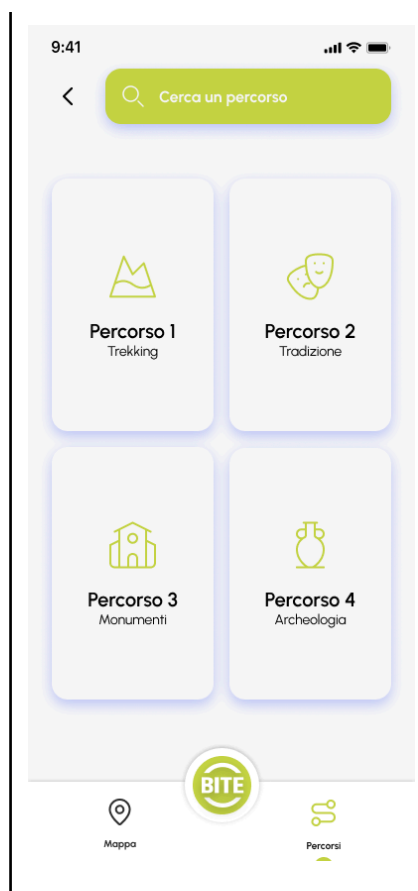 9:41
Cerca un percorso
Percorso 1
Trekking
Percorso 2
Tradizione
Percorso 3
Monumenti
Percorso 4
Archeologia
BITE
Mappa
Percorsi